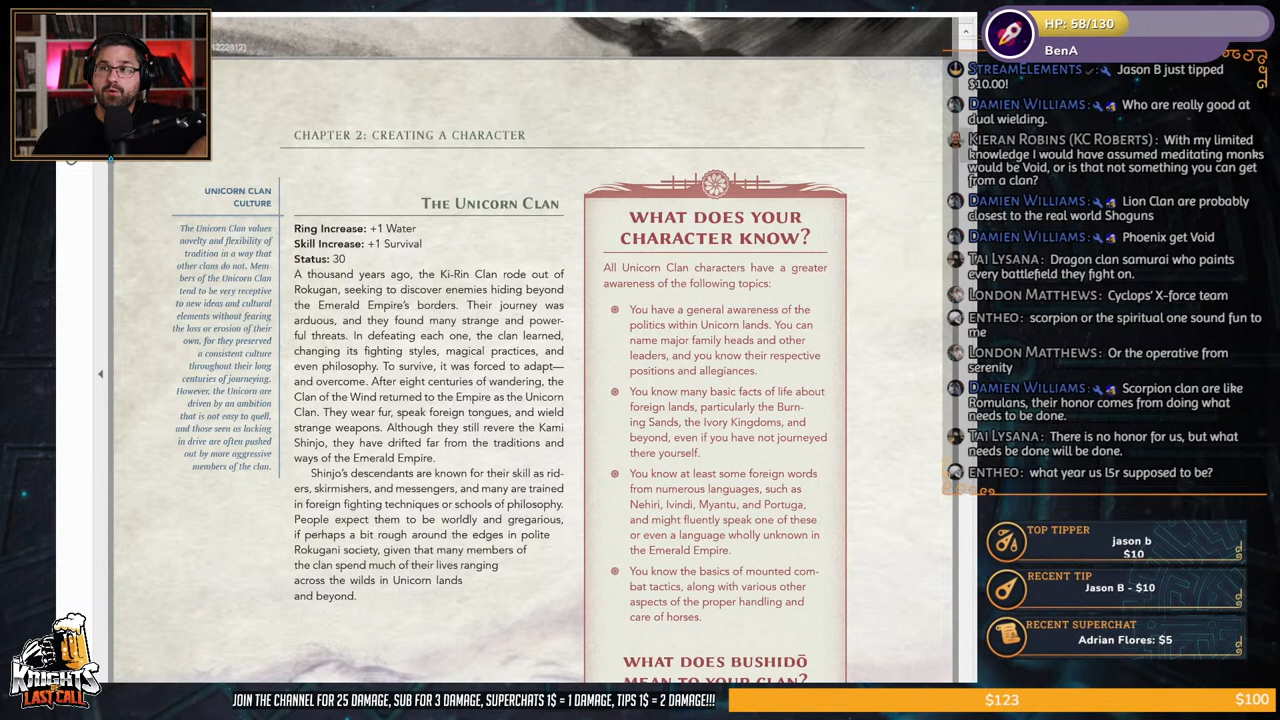 1222912]
CHAPTER 2: CREATING A CHARACTER
UNICORN CLAN
CULTURE
The Unicorn Clan values
novelty and flexibility of
tradition in a way that
other clans do not. Mem-
bers of the Unicorn Clan
tend to be very receptive
to new ideas and cultural
elements without fearing
the loss or erosion of their
own, for they preserved
a consistent culture
throughout their long
centuries of journeying.
However, the Unicorn are
driven by an ambition
that is not easy to quell,
and those seen as lacking
in drive are often pushed
out by more aggressive
members of the clan.
THE UNICORN CLAN
Ring Increase: +1 Water
Skill Increase: +1 Survival
Status: 30
A thousand years ago, the Ki-Rin Clan rode out of
Rokugan, seeking to discover enemies hiding beyond
the Emerald Empire's borders. Their journey was
arduous, and they found many strange and power-
ful threats. In defeating each one, the clan learned,
changing its fighting styles, magical practices, and
even philosophy. To survive, it was forced to adapt—
and overcome. After eight centuries of wandering, the
Clan of the Wind returned to the Empire as the Unicorn
Clan. They wear fur, speak foreign tongues, and wield
strange weapons. Although they still revere the Kami
Shinjo, they have drifted far from the traditions and
ways of the Emerald Empire.
Shinjo's descendants are known for their skill as rid-
ers, skirmishers, and messengers, and many are trained
in foreign fighting techniques or schools of philosophy.
People expect them to be worldly and gregarious,
if perhaps a bit rough around the edges in polite
Rokugani society, given that many members of
the clan spend much of their lives ranging
across the wilds in Unicorn lands
and beyond.
WHAT DOES YOUR
CHARACTER KNOW?
All Unicorn Clan characters have a greater
awareness of the following topics:
You have a general awareness of the
politics within Unicorn lands. You can
name major family heads and other
leaders, and you know their respective
positions and allegiances.
You know many basic facts of life about
foreign lands, particularly the Burn-
ing Sands, the Ivory Kingdoms, and
beyond, even if you have not journeyed
there yourself.
You know at least some foreign words
from numerous languages, such as
Nehiri, Ivindi, Myantu, and Portuga,
and might fluently speak one of these
or even a language wholly unknown in
the Emerald Empire.
You know the basics of mounted com-
bat tactics, along with various other
aspects of the proper handling and
care of horses.
WHAT DOES BUSHIDŌ
MEAN TO YOUR CLAN?
HP: 58/130
BenA
STREAMELEMENTS: Jason B just tipped
$10.00!
DAMIEN WILLIAMS: Who are really good at
dual wielding.
KIERAN ROBINS (KC ROBERTS): With my limited
knowledge I would have assumed meditating monks
would be Void, or is that not something you can get
from a clan?
DAMIEN WILLIAMS: Lion Clan are probably
closest to the real world Shoguns
DAMIEN WILLIAMS: Phoenix get Void
TAI LYSANA: Dragon clan samurai who paints
every battlefield they fight on.
LONDON MATTHEWS: Cyclops' X-force team
ENTHEO: scorpion or the spiritual one sound fun to
me
LONDON MATTHEWS: Or the operative from
serenity
DAMIEN WILLIAMS: Scorpion clan are like
Romulans, their honor comes from doing what
needs to be done.
TAI LYSANA: There is no honor for us, but what
needs be done will be done.
ENTHEO: what year us l5r supposed to be?
TOP TIPPER
jason b
$10
RECENT TIP
Jason B - $10
RECENT SUPERCHAT
Adrian Flores: $5
KNIGHTS
OF
LAST CALL
JOIN THE CHANNEL FOR 25 DAMAGE, SUB FOR 3 DAMAGE, SUPERCHATS 1$ = 1 DAMAGE, TIPS 1$ = 2 DAMAGE!!!
$123
$100